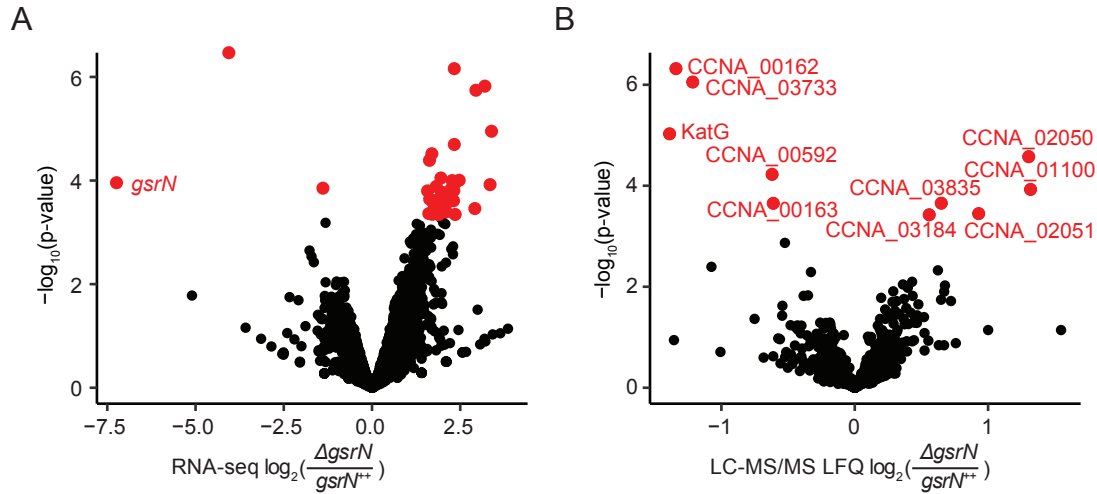 A
6
4
2
0
−log10(p-value)
gsrN
−7.5
−5.0
−2.5
0.0
2.5
RNA-seq log2(ΔgsrN/gsrN++)
B
6
4
2
0
−log10(p-value)
CCNA_00162
CCNA_03733
KatG
CCNA_02050
CCNA_00592
CCNA_01100
CCNA_03835
CCNA_00163
CCNA_03184
CCNA_02051
−1
0
1
LC-MS/MS LFQ log2(ΔgsrN/gsrN++)